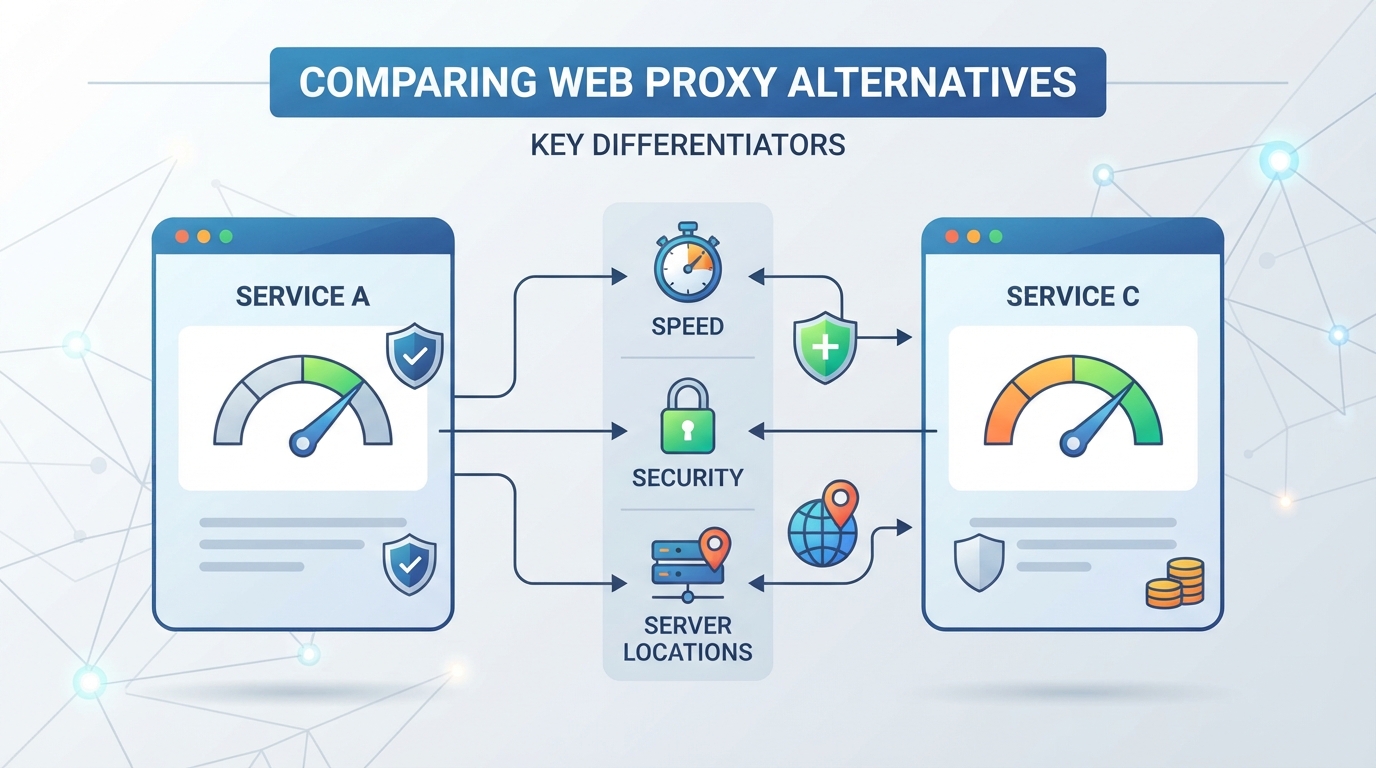 COMPARING WEB PROXY ALTERNATIVES
KEY DIFFERENTIATORS
SERVICE A
SPEED
SECURITY
SERVER
LOCATIONS
SERVICE C